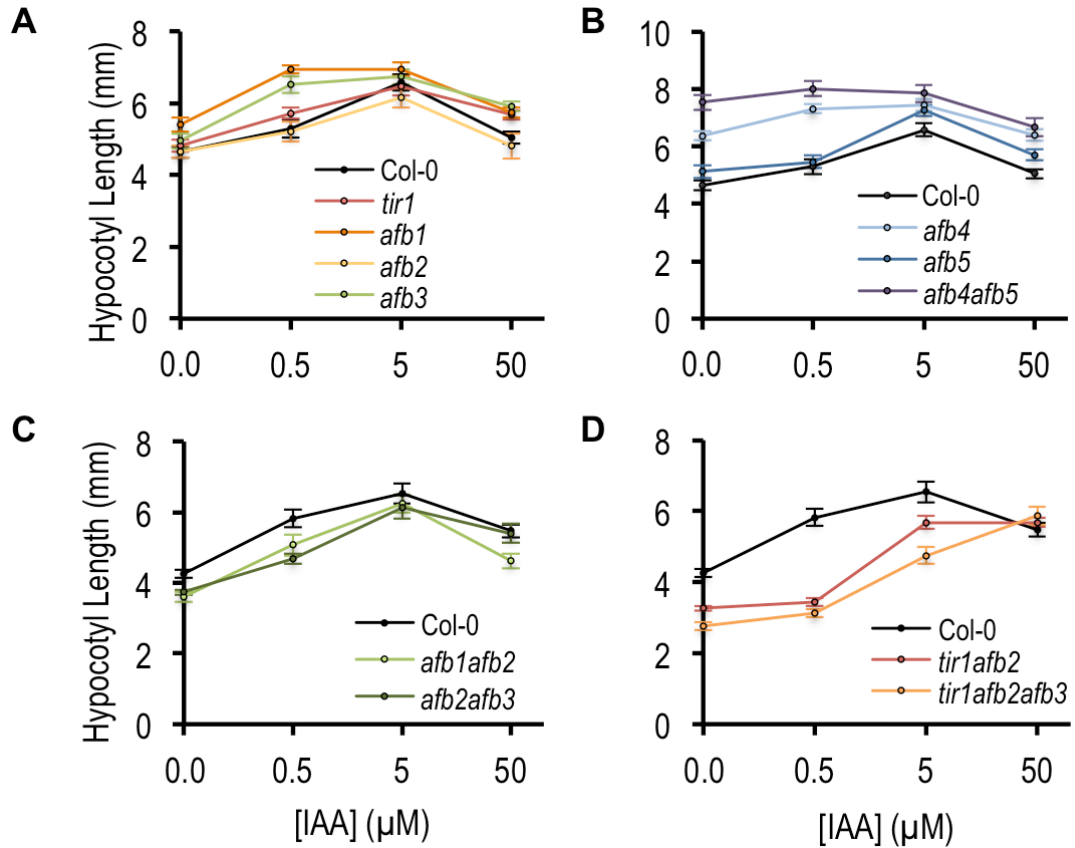 A
Hypocotyl Length (mm)
8
6
4
2
0
0.0 0.5 5 50
Col-0
tir1
afb1
afb2
afb3
B
10
8
6
4
2
0
0.0 0.5 5 50
Col-0
afb4
afb5
afb4afb5
C
Hypocotyl Length (mm)
8
6
4
2
0
0.0 0.5 5 50
[IAA] (µM)
Col-0
afb1afb2
afb2afb3
D
8
6
4
2
0
0.0 0.5 5 50
[IAA] (µM)
Col-0
tir1afb2
tir1afb2afb3